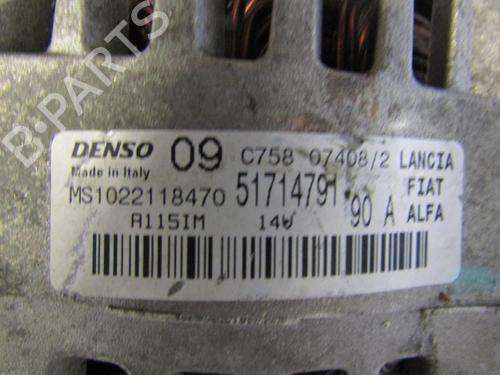 B-PARTS
DENSO 09 C758 07408/2 LANCIA
Made in Italy
MS1022118470 51714791 FIAT
A115IM 14V 90 A ALFA